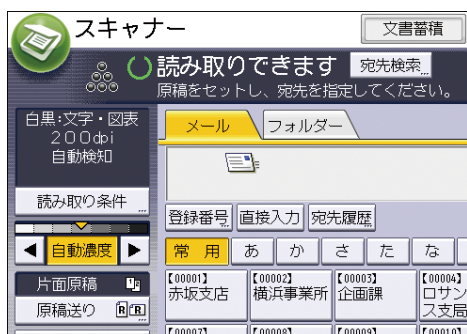 スキャナー
文書蓄積
読み取りできます
宛先検索...
原稿をセットし、宛先を指定してください。
白黒:文字・図表
200dpi
自動検知
読み取り条件...
自動濃度
片面原稿
原稿送り
メール
フォルダー
登録番号...
直接入力
宛先履歴...
常用
あ
か
さ
た
な
【00001】
赤坂支店
【00002】
横浜事業所
【00003】
企画課
【00004】
ロサン
ゼス支局
【00007】
【00008】
【00009】
【00010】